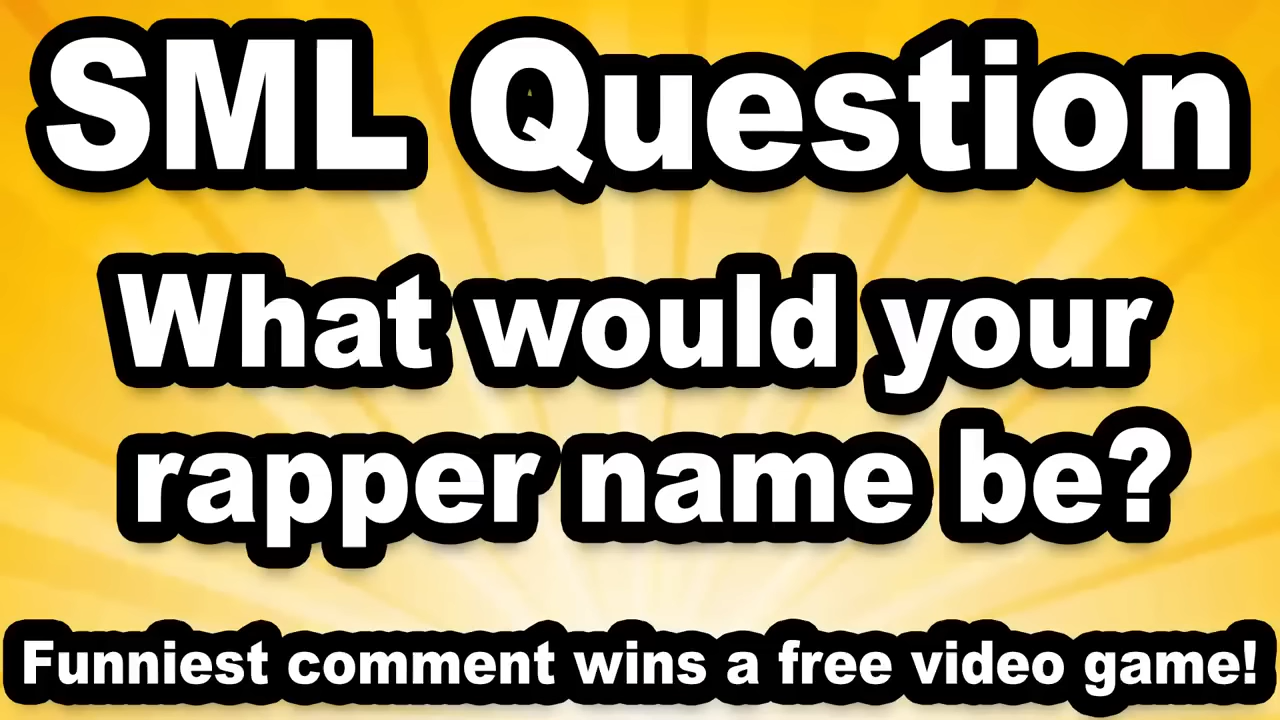 SML Question
What would your
rapper name be?
Funniest comment wins a free video game!